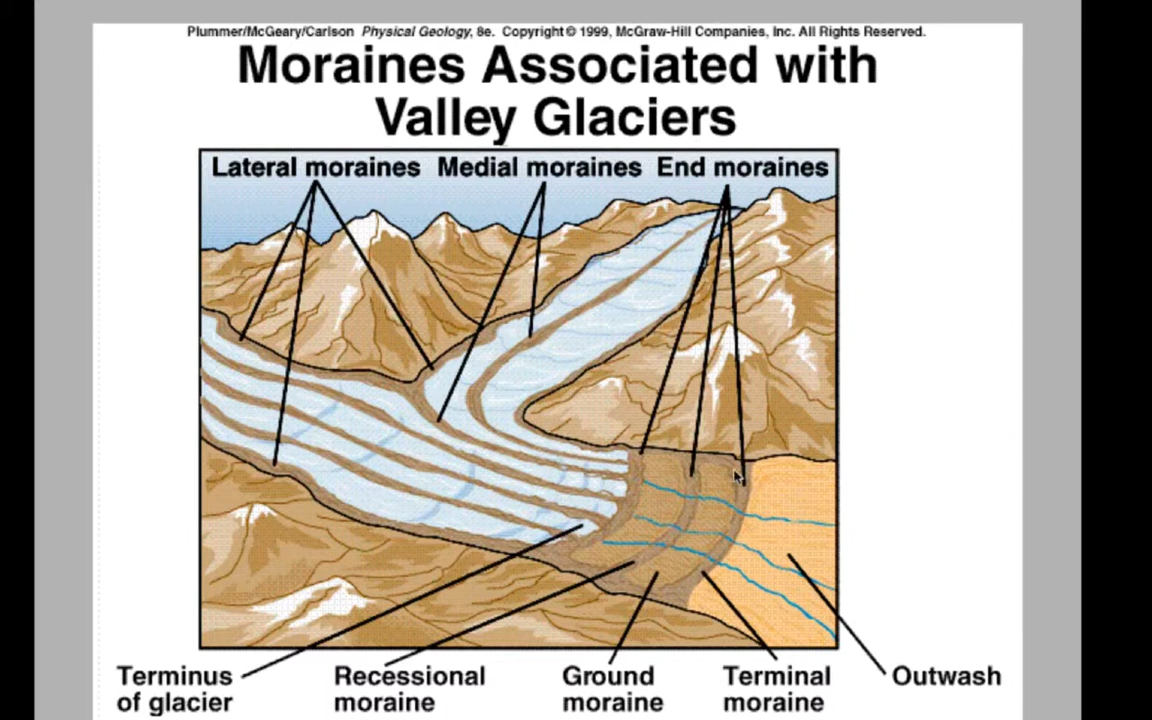 Plummer/McGeary/Carlson Physical Geology, 8e. Copyright © 1999, McGraw-Hill Companies, Inc. All Rights Reserved.
Moraines Associated with
Valley Glaciers
Lateral moraines Medial moraines End moraines
Terminus
of glacier
Recessional
moraine
Ground
moraine
Terminal
moraine
Outwash